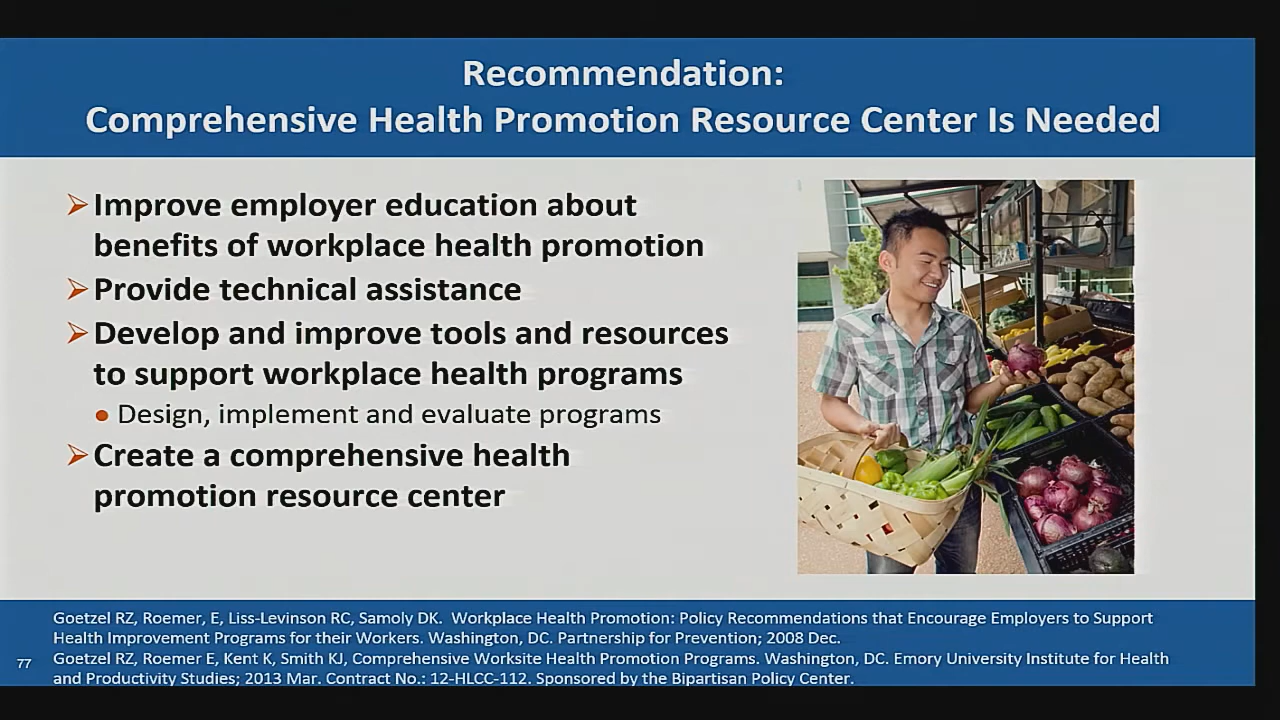 Recommendation:
Comprehensive Health Promotion Resource Center Is Needed
Improve employer education about
benefits of workplace health promotion
Provide technical assistance
Develop and improve tools and resources
to support workplace health programs
Design, implement and evaluate programs
Create a comprehensive health
promotion resource center
Goetzel RZ, Roemer, E, Liss-Levinson RC, Samoly DK. Workplace Health Promotion: Policy Recommendations that Encourage Employers to Support
Health Improvement Programs for their Workers. Washington, DC. Partnership for Prevention; 2008 Dec.
Goetzel RZ, Roemer E, Kent K, Smith KJ, Comprehensive Worksite Health Promotion Programs. Washington, DC. Emory University Institute for Health
and Productivity Studies; 2013 Mar. Contract No.: 12-HLCC-112. Sponsored by the Bipartisan Policy Center.
77